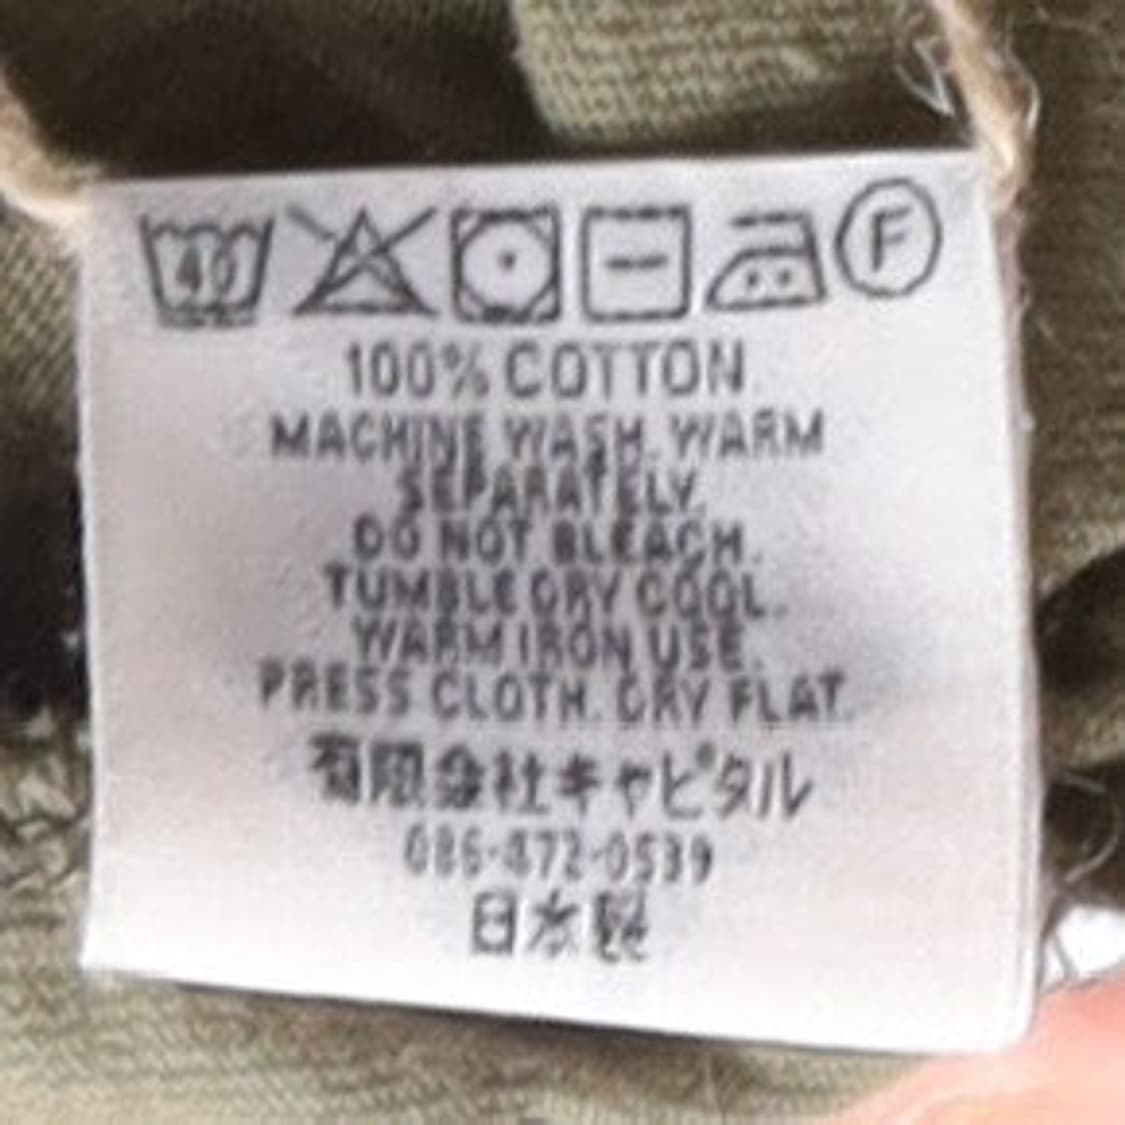 40 F
100% COTTON
MACHINE WASH. WARM
SEPARATELY.
DO NOT BLEACH.
TUMBLE DRY COOL.
WARM IRON USE.
PRESS CLOTH. DRY FLAT.
有限会社キャピタル
086-472-0539
日本製